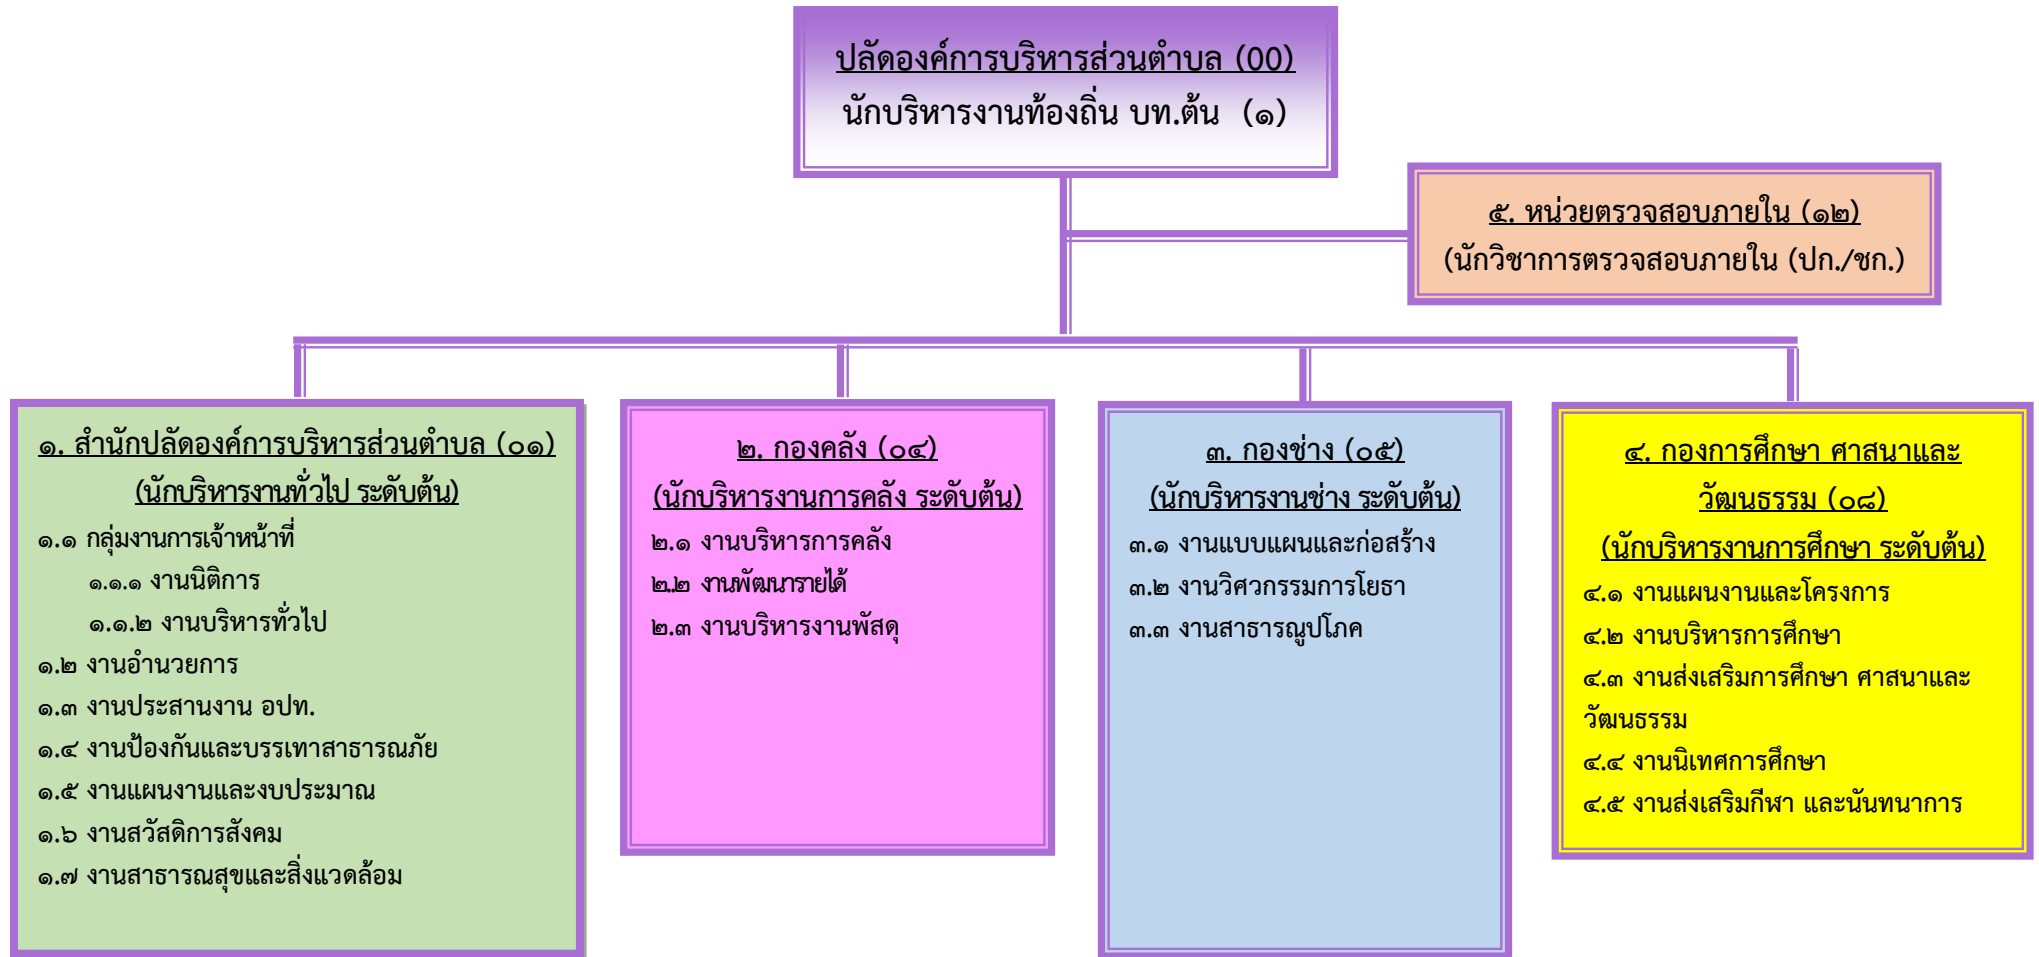 ปลัดองค์การบริหารส่วนตำบล (00)
นักบริหารงานท้องถิ่น บท.ต้น (๑)
๕. หน่วยตรวจสอบภายใน (๑๒)
(นักวิชาการตรวจสอบภายใน (ปก./ชก.)
๑. สำนักปลัดองค์การบริหารส่วนตำบล (๐๑)
(นักบริหารงานทั่วไป ระดับต้น)
๑.๑ กลุ่มงานการเจ้าหน้าที่
๑.๑.๑ งานนิติการ
๑.๑.๒ งานบริหารทั่วไป
๑.๒ งานอำนวยการ
๑.๓ งานประสานงาน อปท.
๑.๔ งานป้องกันและบรรเทาสาธารณภัย
๑.๕ งานแผนงานและงบประมาณ
๑.๖ งานสวัสดิการสังคม
๑.๗ งานสาธารณสุขและสิ่งแวดล้อม
๒. กองคลัง (๐๔)
(นักบริหารงานการคลัง ระดับต้น)
๒.๑ งานบริหารการคลัง
๒.๒ งานพัฒนารายได้
๒.๓ งานบริหารงานพัสดุ
๓. กองช่าง (๐๕)
(นักบริหารงานช่าง ระดับต้น)
๓.๑ งานแบบแผนและก่อสร้าง
๓.๒ งานวิศวกรรมการโยธา
๓.๓ งานสาธารณูปโภค
๔. กองการศึกษา ศาสนาและ
วัฒนธรรม (๐๘)
(นักบริหารงานการศึกษา ระดับต้น)
๔.๑ งานแผนงานและโครงการ
๔.๒ งานบริหารการศึกษา
๔.๓ งานส่งเสริมการศึกษา ศาสนาและ
วัฒนธรรม
๔.๔ งานนิเทศการศึกษา
๔.๕ งานส่งเสริมกีฬา และนันทนาการ